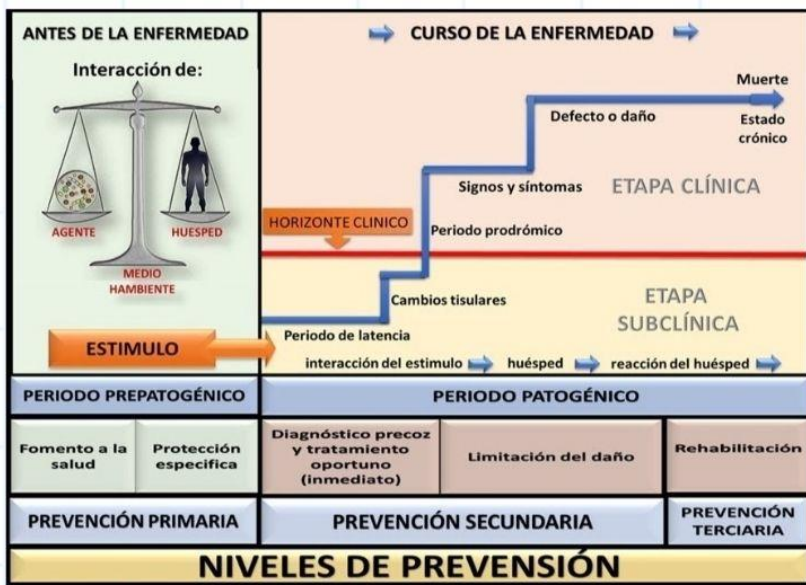 ANTES DE LA ENFERMEDAD
Interacción de:
AGENTE
HUESPED
MEDIO
HAMBIENTE
ESTIMULO
CURSO DE LA ENFERMEDAD
Muerte
Estado
crónico
Defecto o daño
Signos y síntomas
ETAPA CLÍNICA
HORIZONTE CLINICO
Periodo prodrómico
Cambios tisulares
ETAPA
SUBCLÍNICA
Periodo de latencia
interacción del estimulo
huésped
reacción del huésped
PERIODO PREPATOGÉNICO
PERIODO PATOGÉNICO
Fomento a la
salud
Protección
especifica
Diagnóstico precoz
y tratamiento
oportuno
(inmediato)
Limitación del daño
Rehabilitación
PREVENCIÓN PRIMARIA
PREVENCIÓN SECUNDARIA
PREVENCIÓN
TERCIARIA
NIVELES DE PREVENSIÓN